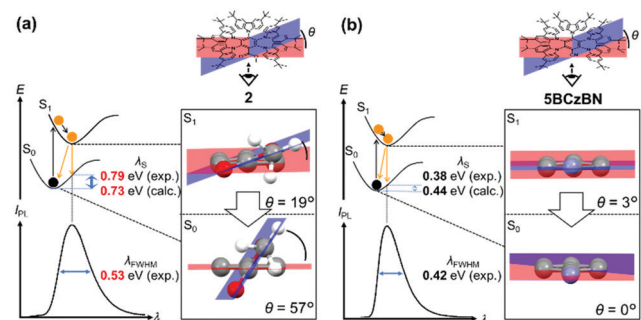 (a)
θ
2
E
S₁
S₀
λS
0.79 eV (exp.)
0.73 eV (calc.)
S₁
θ = 19°
S₀
θ = 57°
IPL
λFWHM
0.53 eV (exp.)
λ
(b)
θ
5BCzBN
E
S₁
S₀
λS
0.38 eV (exp.)
0.44 eV (calc.)
S₁
θ = 3°
S₀
θ = 0°
IPL
λFWHM
0.42 eV (exp.)
λ